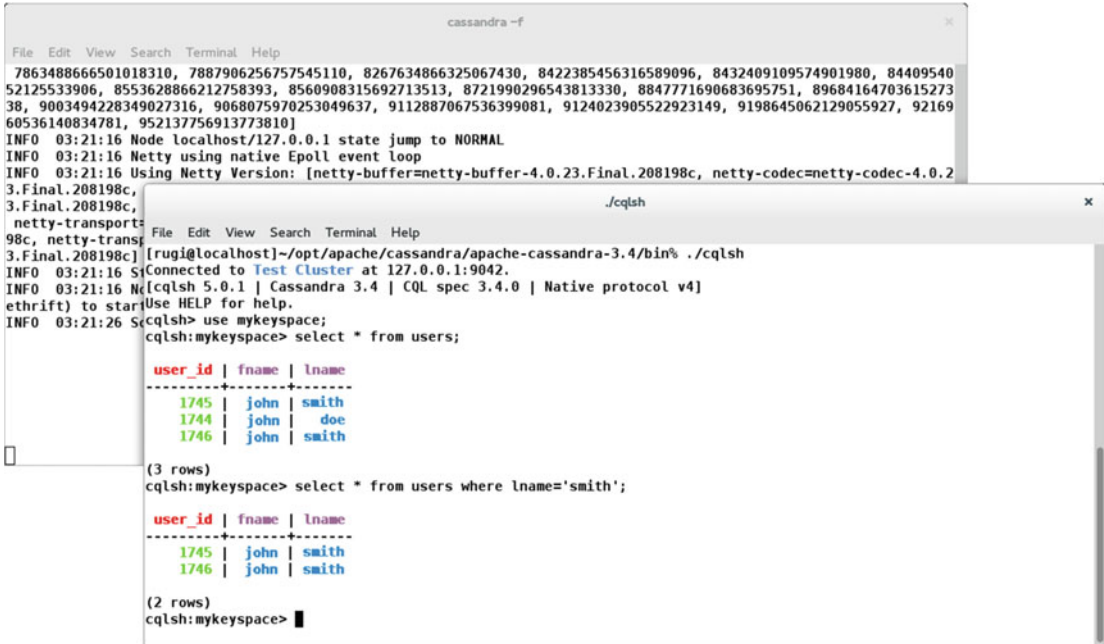 cassandra -f
File Edit View Search Terminal Help
7863488666501018310, 7887906256757545110, 8267634866325067430, 8422385456316589096, 8432409109574901980, 84409540
52125533906, 8553628866212758393, 8560908315692713513, 8721990296543813330, 8847771690683695751, 89684164703615273
38, 9003494228349027316, 9068075970253049637, 9112887067536399081, 9124023905522923149, 9198645062129055927, 92169
60536140834781, 952137756913773810]
INFO 03:21:16 Node localhost/127.0.0.1 state jump to NORMAL
INFO 03:21:16 Netty using native Epoll event loop
INFO 03:21:16 Using Netty Version: [netty-buffer=netty-buffer-4.0.23.Final.208198c, netty-codec=netty-codec-4.0.2
3.Final.208198c,
3.Final.208198c,
netty-transport=
98c, netty-transp
3.Final.208198c]
INFO 03:21:16 St
INFO 03:21:16 No
ethrift) to start
INFO 03:21:26 Sc
./cqlsh
File Edit View Search Terminal Help
[rugi@localhost]~/opt/apache/cassandra/apache-cassandra-3.4/bin% ./cqlsh
Connected to Test Cluster at 127.0.0.1:9042.
[cqlsh 5.0.1 | Cassandra 3.4 | CQL spec 3.4.0 | Native protocol v4]
Use HELP for help.
cqlsh> use mykeyspace;
cqlsh:mykeyspace> select * from users;
user_id | fname | lname
---------+-------+-------
1745 | john | smith
1744 | john | doe
1746 | john | smith
(3 rows)
cqlsh:mykeyspace> select * from users where lname='smith';
user_id | fname | lname
---------+-------+-------
1745 | john | smith
1746 | john | smith
(2 rows)
cqlsh:mykeyspace>